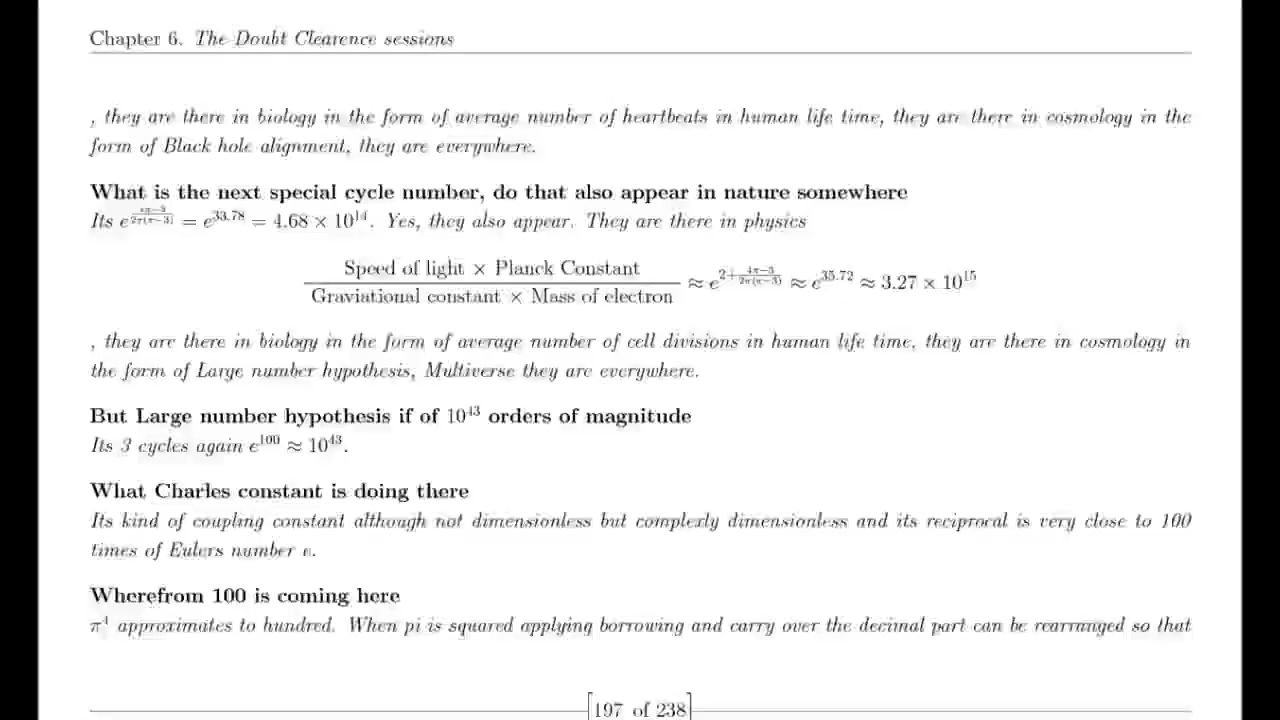 Chapter 6. The Doubt Clearence sessions
, they are there in biology in the form of average number of heartbeats in human life time, they are there in cosmology in the
form of Black hole alignment, they are everywhere.
What is the next special cycle number, do that also appear in nature somewhere
Its e^{/2π(π−3)} = e^{33.78} = 4.68 × 10^{14}. Yes, they also appear. They are there in physics
Speed of light × Planck Constant
Graviational constant × Mass of electron ≈ e^{2+\frac{4π−3}{2π(π−3)}} ≈ e^{35.72} ≈ 3.27 × 10^{15}
, they are there in biology in the form of average number of cell divisions in human life time, they are there in cosmology in
the form of Large number hypothesis, Multiverse they are everywhere.
But Large number hypothesis if of 10^{43} orders of magnitude
Its 3 cycles again e^{100} ≈ 10^{43}.
What Charles constant is doing there
Its kind of coupling constant although not dimensionless but complexly dimensionless and its reciprocal is very close to 100
times of Eulers number e.
Wherefrom 100 is coming here
π^4 approximates to hundred. When pi is squared applying borrowing and carry over the decimal part can be rearranged so that
[197 of 238]